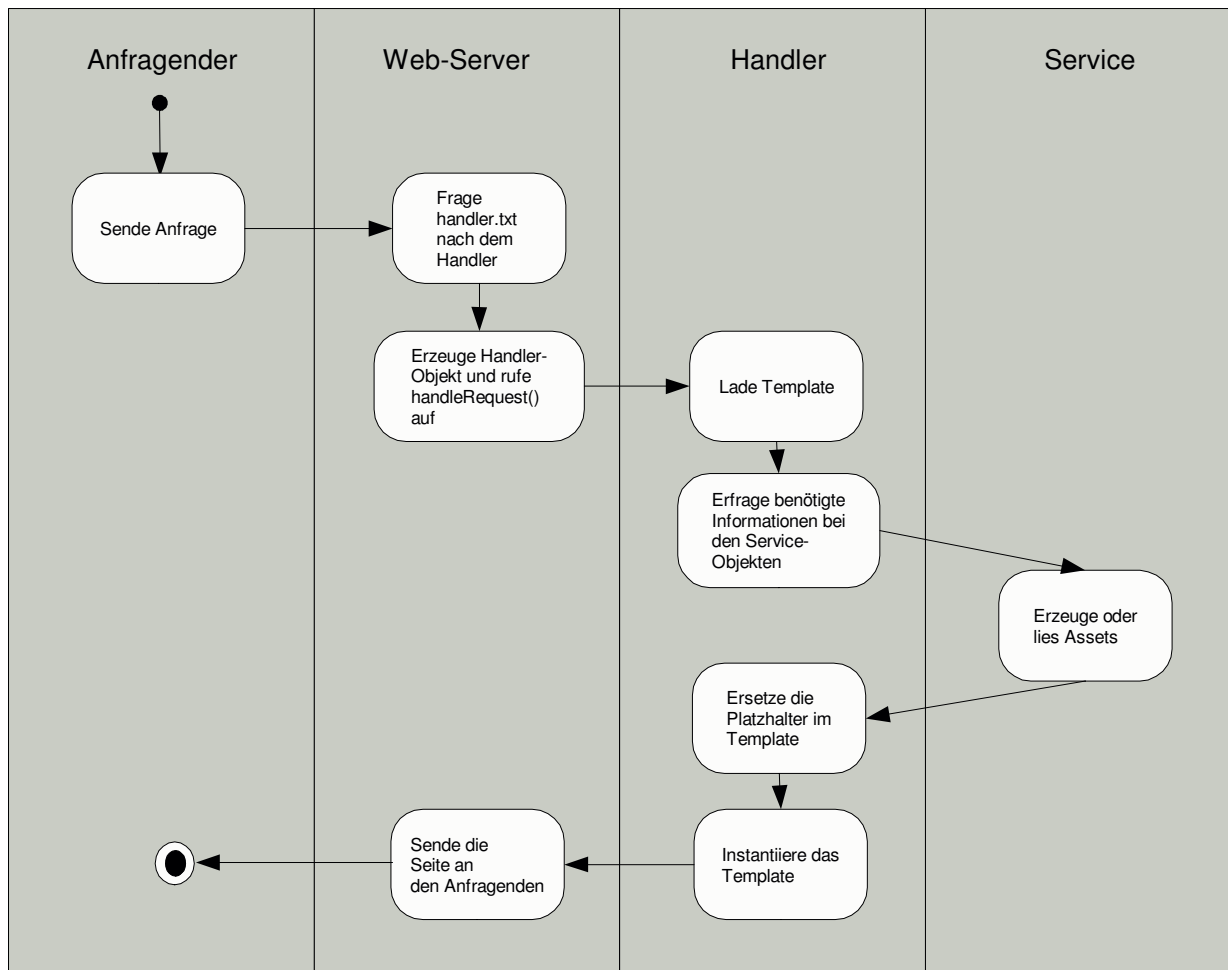 Anfragender
Web-Server
Handler
Service
Sende Anfrage
Frage
handler.txt
nach dem
Handler
Erzeuge Handler-
Objekt und rufe
handleRequest()
auf
Lade Template
Erfrage benötigte
Informationen bei
den Service-
Objekten
Erzeuge oder
lies Assets
Ersetze die
Platzhalter im
Template
Instantiiere das
Template
Sende die
Seite an
den Anfragenden